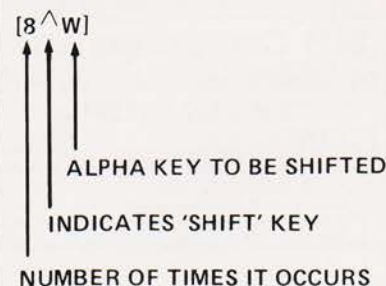 [8^W]
ALPHA KEY TO BE SHIFTED
INDICATES 'SHIFT' KEY
NUMBER OF TIMES IT OCCURS